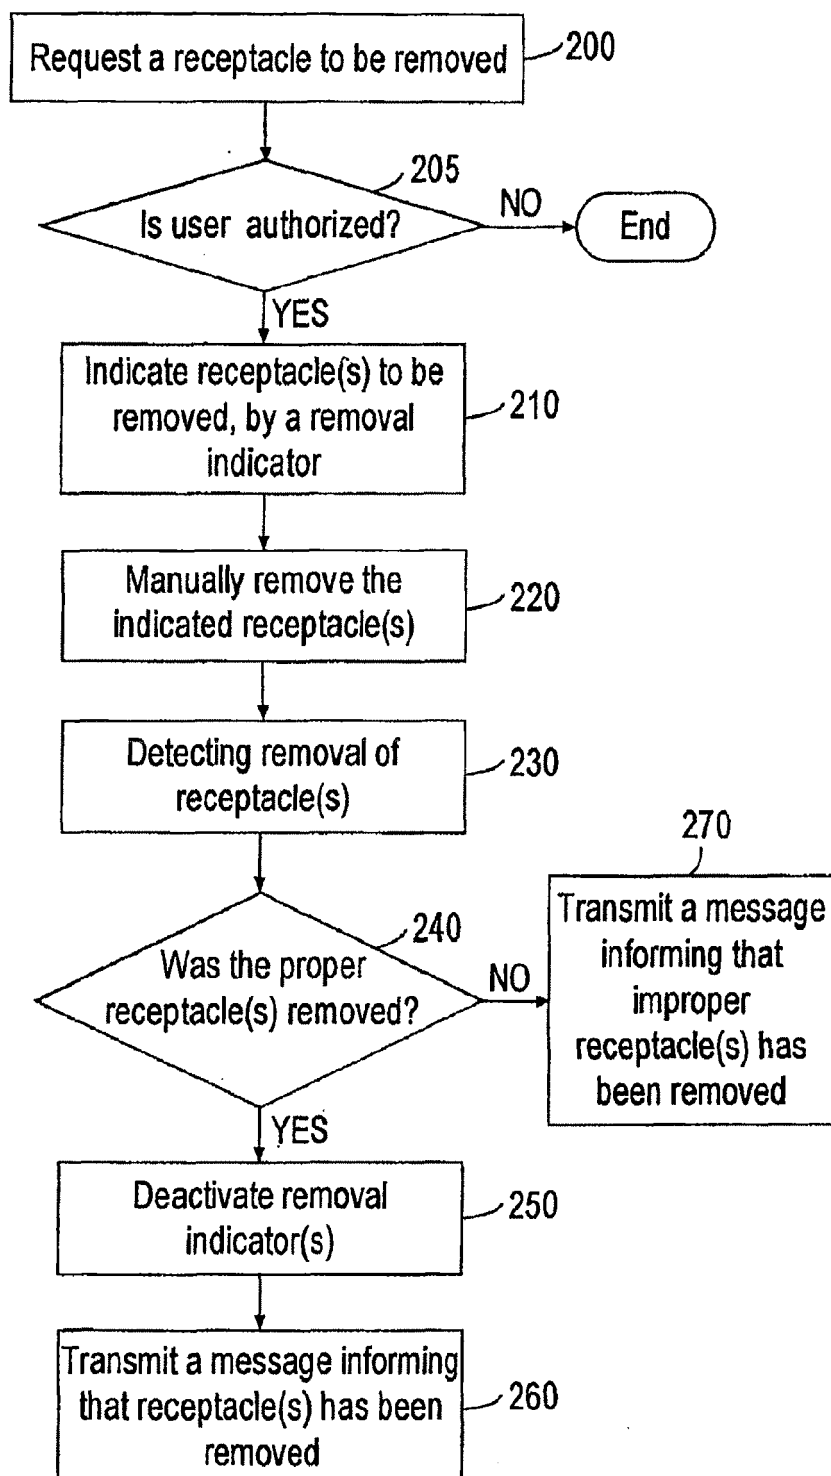 Request a receptacle to be removed
200
205
Is user authorized?
NO
End
YES
Indicate receptacle(s) to be
removed, by a removal
indicator
210
Manually remove the
indicated receptacle(s)
220
Detecting removal of
receptacle(s)
230
240
Was the proper
receptacle(s) removed?
NO
270
Transmit a message
informing that
improper
receptacle(s) has
been removed
YES
Deactivate removal
indicator(s)
250
Transmit a message informing
that receptacle(s) has been
removed
260